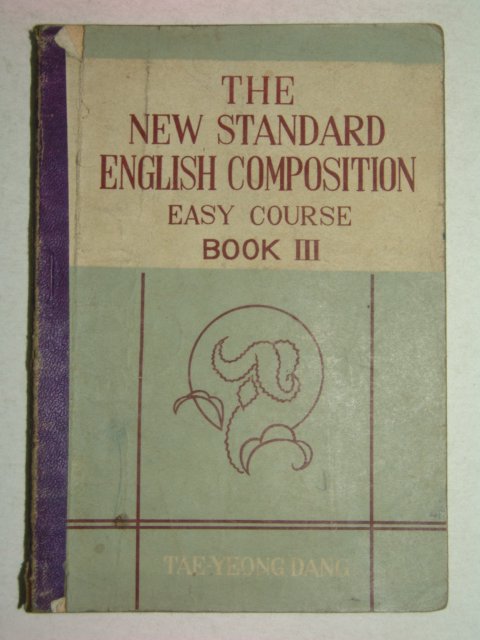 THE
NEW STANDARD
ENGLISH COMPOSITION
EASY COURSE
BOOK III
TAE-YEONG DANG